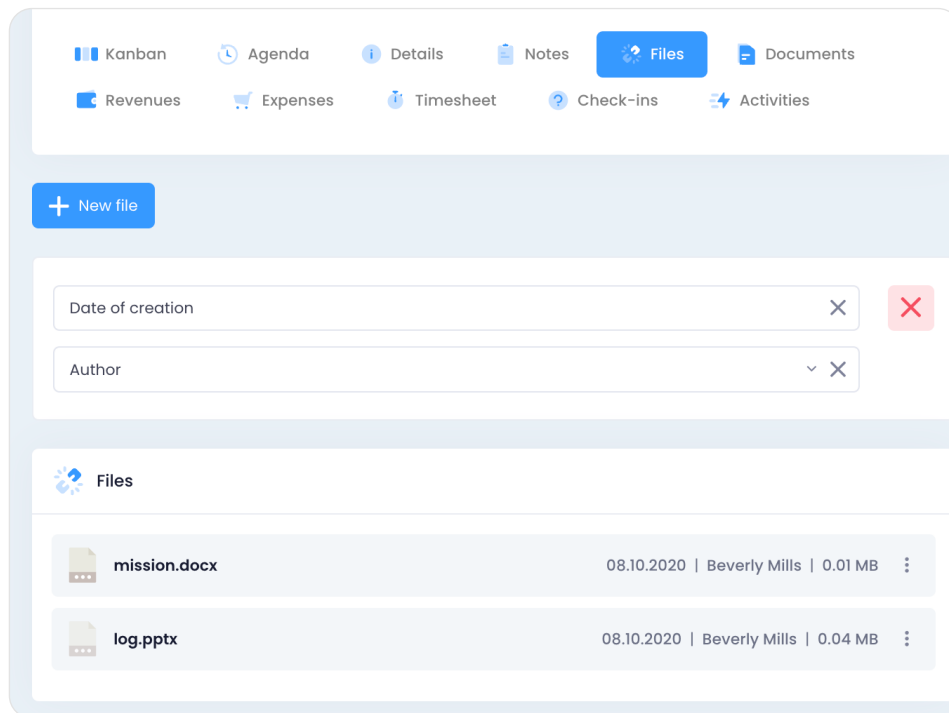 Kanban Agenda Details Notes Files Documents
Revenues Expenses Timesheet Check-ins Activities
New file
Date of creation
Author
Files
mission.docx 08.10.2020 | Beverly Mills | 0.01 MB
log.pptx 08.10.2020 | Beverly Mills | 0.04 MB